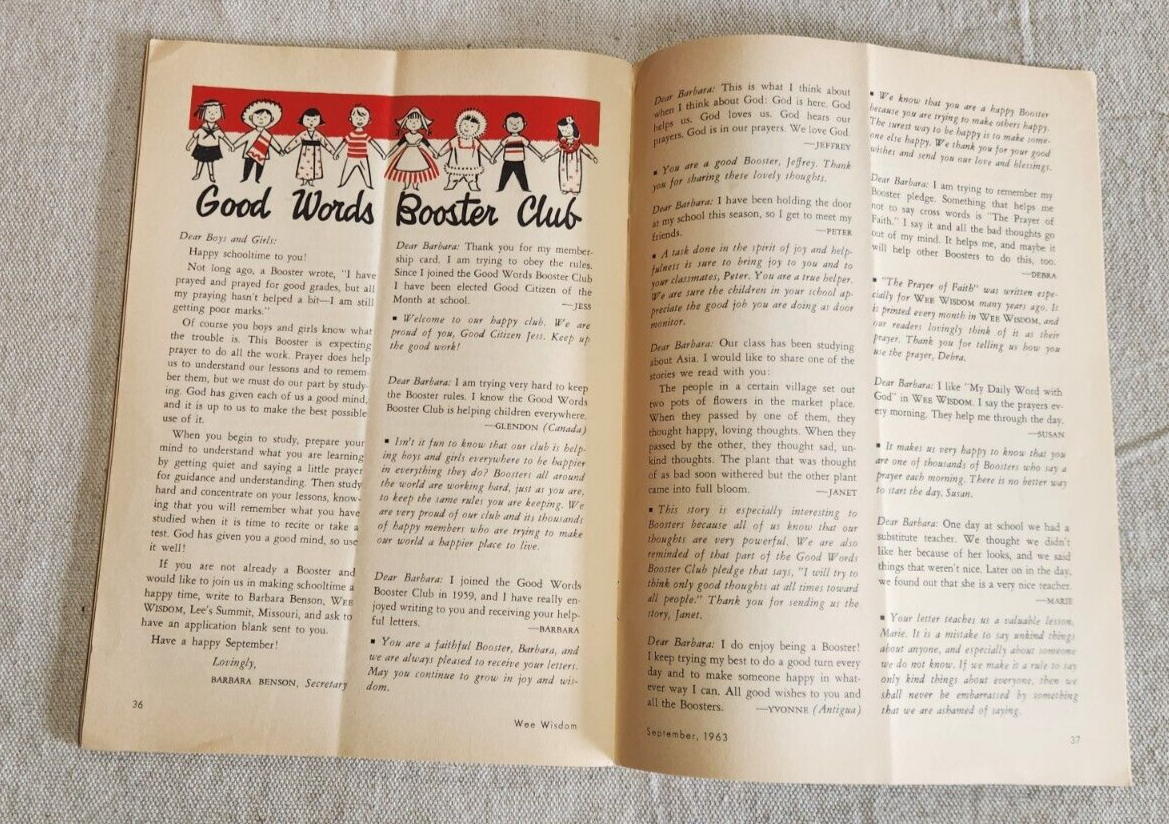 Good Words Booster Club
Dear Boys and Girls:
Happy schooltime to you!
Not long ago, a Booster wrote, "I have
prayed and prayed for good grades, but all
my praying hasn't helped a bit—I am still
getting poor marks."
Of course you boys and girls know what
the trouble is. This Booster is expecting
prayer to do all the work. Prayer does help
us to understand our lessons and to remem-
ber them, but we must do our part by study-
ing. God has given each of us a good mind,
and it is up to us to make the best possible
use of it.
When you begin to study, prepare your
mind to understand what you are learning
by getting quiet and saying a little prayer
for guidance and understanding. Then study
hard and concentrate on your lessons, know-
ing that you will remember what you have
studied when it is time to recite or take a
test. God has given you a good mind, so use
it well!
If you are not already a Booster and
would like to join us in making schooltime a
happy time, write to Barbara Benson, WEE
WISDOM, Lee's Summit, Missouri, and ask to
have an application blank sent to you.
Have a happy September!
Lovingly,
BARBARA BENSON, Secretary
36
Dear Barbara: Thank you for my member-
ship card. I am trying to obey the rules.
Since I joined the Good Words Booster Club
I have been elected Good Citizen of the
Month at school. —JESS
▪ Welcome to our happy club. We are
proud of you, Good Citizen Jess. Keep up
the good work!
Dear Barbara: I am trying very hard to keep
the Booster rules. I know the Good Words
Booster Club is helping children everywhere.
—GLENDON (Canada)
▪ Isn't it fun to know that our club is help-
ing boys and girls everywhere to be happier
in everything they do? Boosters all around
the world are working hard, just as you are,
to keep the same rules you are keeping. We
are very proud of our club and its thousands
of happy members who are trying to make
our world a happier place to live.
Dear Barbara: I joined the Good Words
Booster Club in 1959, and I have really en-
joyed writing to you and receiving your help-
ful letters. —BARBARA
▪ You are a faithful Booster, Barbara, and
we are always pleased to receive your letters.
May you continue to grow in joy and wis-
dom.
Wee Wisdom
Dear Barbara: This is what I think about
when I think about God: God is here. God
helps us. God loves us. God hears our
prayers. God is in our prayers. We love God.
—JEFFREY
▪ You are a good Booster, Jeffrey. Thank
you for sharing these lovely thoughts.
Dear Barbara: I have been holding the door
at my school this season, so I get to meet my
friends. —PETER
▪ A task done in the spirit of joy and help-
fulness is sure to bring joy to you and to
your classmates, Peter. You are a true helper.
We are sure the children in your school ap-
preciate the good job you are doing as door
monitor.
Dear Barbara: Our class has been studying
about Asia. I would like to share one of the
stories we read with you:
The people in a certain village set out
two pots of flowers in the market place.
When they passed by one of them, they
thought happy, loving thoughts. When they
passed by the other, they thought sad, un-
kind thoughts. The plant that was thought
of as bad soon withered but the other plant
came into full bloom. —JANET
▪ This story is especially interesting to
Boosters because all of us know that our
thoughts are very powerful. We are also
reminded of that part of the Good Words
Booster Club pledge that says, "I will try to
think only good thoughts at all times toward
all people." Thank you for sending us the
story, Janet.
Dear Barbara: I do enjoy being a Booster!
I keep trying my best to do a good turn every
day and to make someone happy in what-
ever way I can. All good wishes to you and
all the Boosters. —YVONNE (Antigua)
September, 1963
▪ We know that you are a happy Booster
because you are trying to make others happy.
The surest way to be happy is to make some-
one else happy. We thank you for your good
wishes and send you our love and blessings.
Dear Barbara: I am trying to remember my
Booster pledge. Something that helps me
not to say cross words is "The Prayer of
Faith." I say it and all the bad thoughts go
out of my mind. It helps me, and maybe it
will help other Boosters to do this, too.
—DEBRA
▪ "The Prayer of Faith" was written espe-
cially for WEE WISDOM many years ago. It
is printed every month in WEE WISDOM, and
our readers lovingly think of it as their
prayer. Thank you for telling us how you
use the prayer, Debra.
Dear Barbara: I like "My Daily Word with
God" in WEE WISDOM. I say the prayers ev-
ery morning. They help me through the day.
—SUSAN
▪ It makes us very happy to know that you
are one of thousands of Boosters who say a
prayer each morning. There is no better way
to start the day, Susan.
Dear Barbara: One day at school we had a
substitute teacher. We thought we didn't
like her because of her looks, and we said
things that weren't nice. Later on in the day,
we found out that she is a very nice teacher.
—MARIE
▪ Your letter teaches us a valuable lesson,
Marie. It is a mistake to say unkind things
about anyone, and especially about someone
we do not know. If we make it a rule to say
only kind things about everyone, then we
shall never be embarrassed by something
that we are ashamed of saying.
37